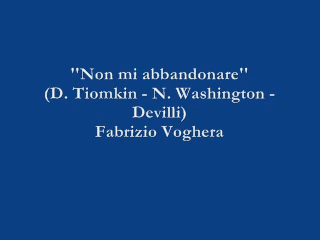 "Non mi abbandonare"
(D. Tiomkin - N. Washington -
Devilli)
Fabrizio Voghera